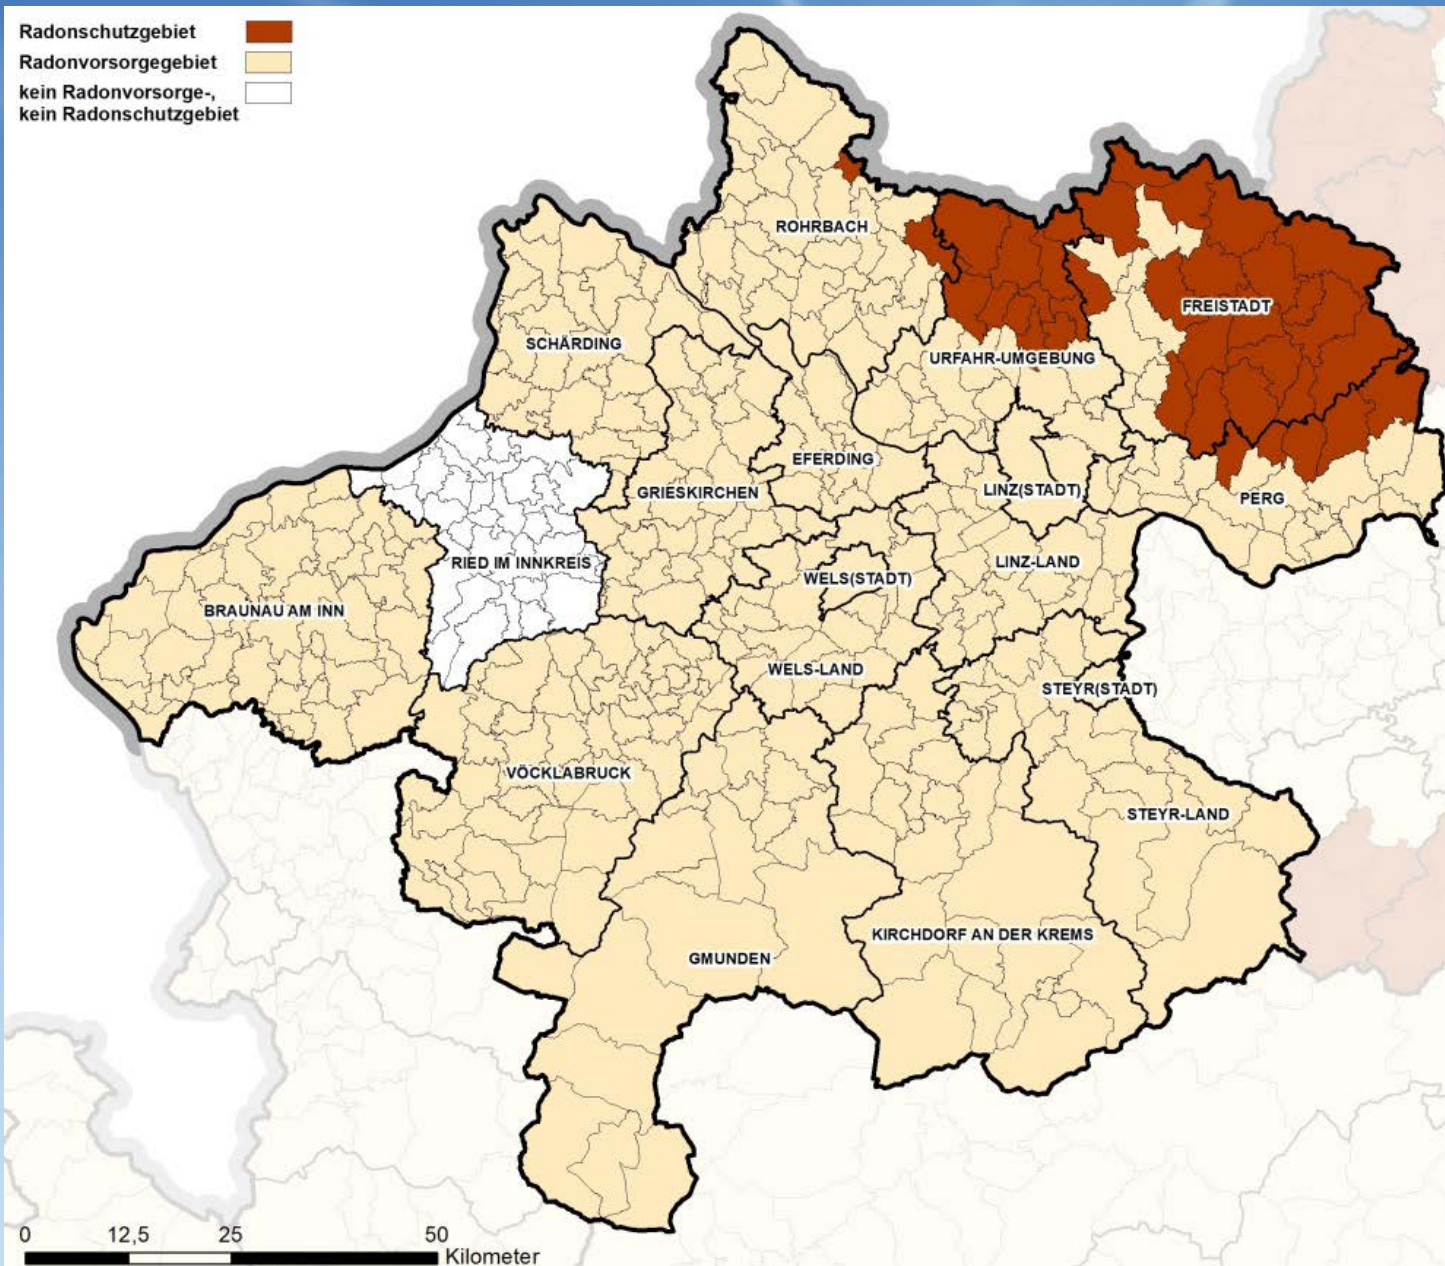 Radonschutzgebiet
Radonvorsorgegebiet
kein Radonvorsorge-,
kein Radonschutzgebiet
ROHRBACH
FREISTADT
SCHÄRDING
URFAHR-UMGEBUNG
EFERDING
GRIESKIRCHEN
LINZ(STADT)
PERG
RIED IM INNKREIS
LINZ-LAND
WELS(STADT)
BRAUNAU AM INN
WELS-LAND
STEYR(STADT)
VÖCKLABRUCK
STEYR-LAND
KIRCHDORF AN DER KREMS
GMUNDEN
0 12,5 25 50
Kilometer